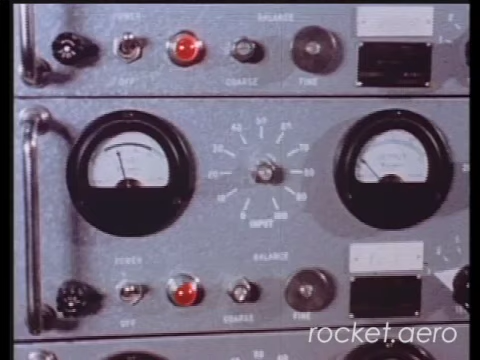 POWER
BALANCE
OFF
COARSE
FINE
50
40
30
20
10
0
70
80
90
100
INPUT
OUTPUT
POWER
BALANCE
OFF
COARSE
FINE
rocket.aero